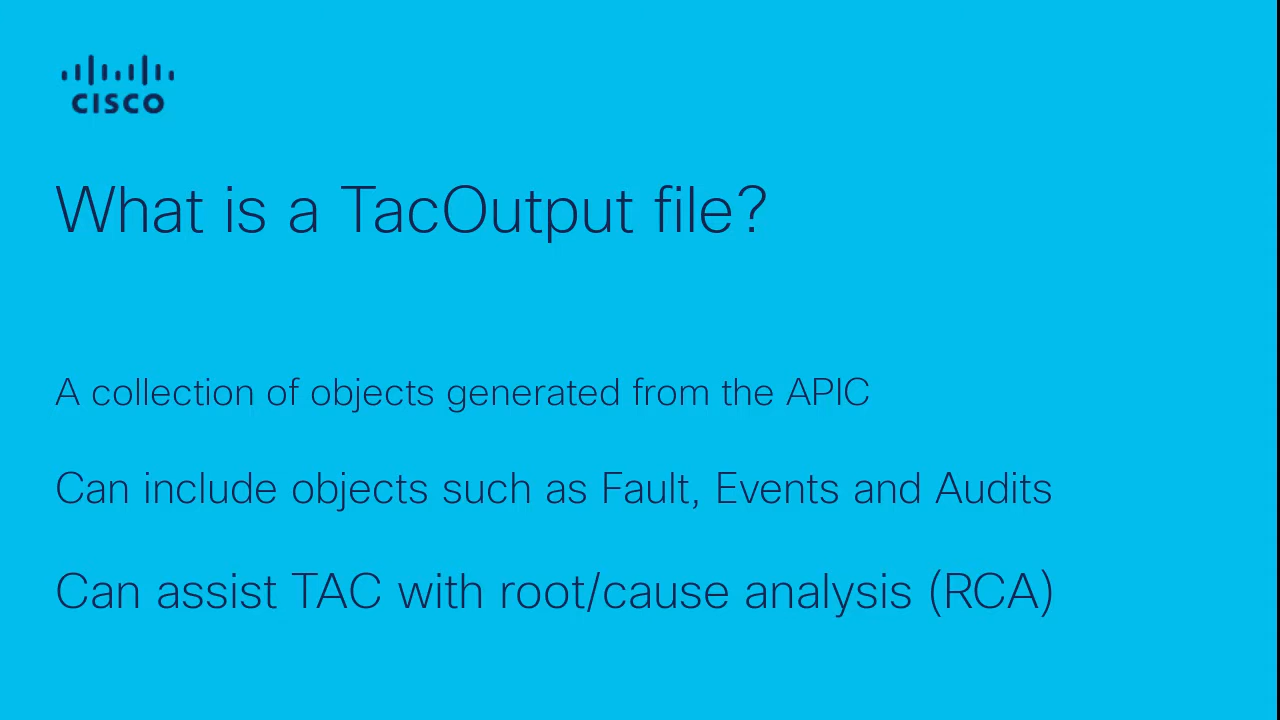 CISCO
What is a TacOutput file?
A collection of objects generated from the APIC
Can include objects such as Fault, Events and Audits
Can assist TAC with root/cause analysis (RCA)